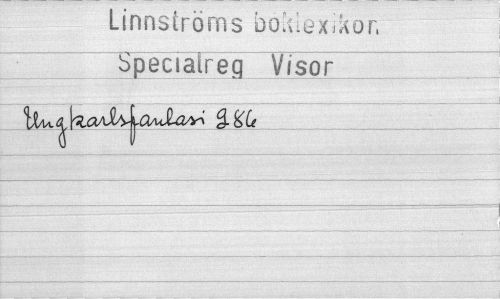 Linnströms boklexikon.
Specialreg Visor
Ungkarlsfantasi 986